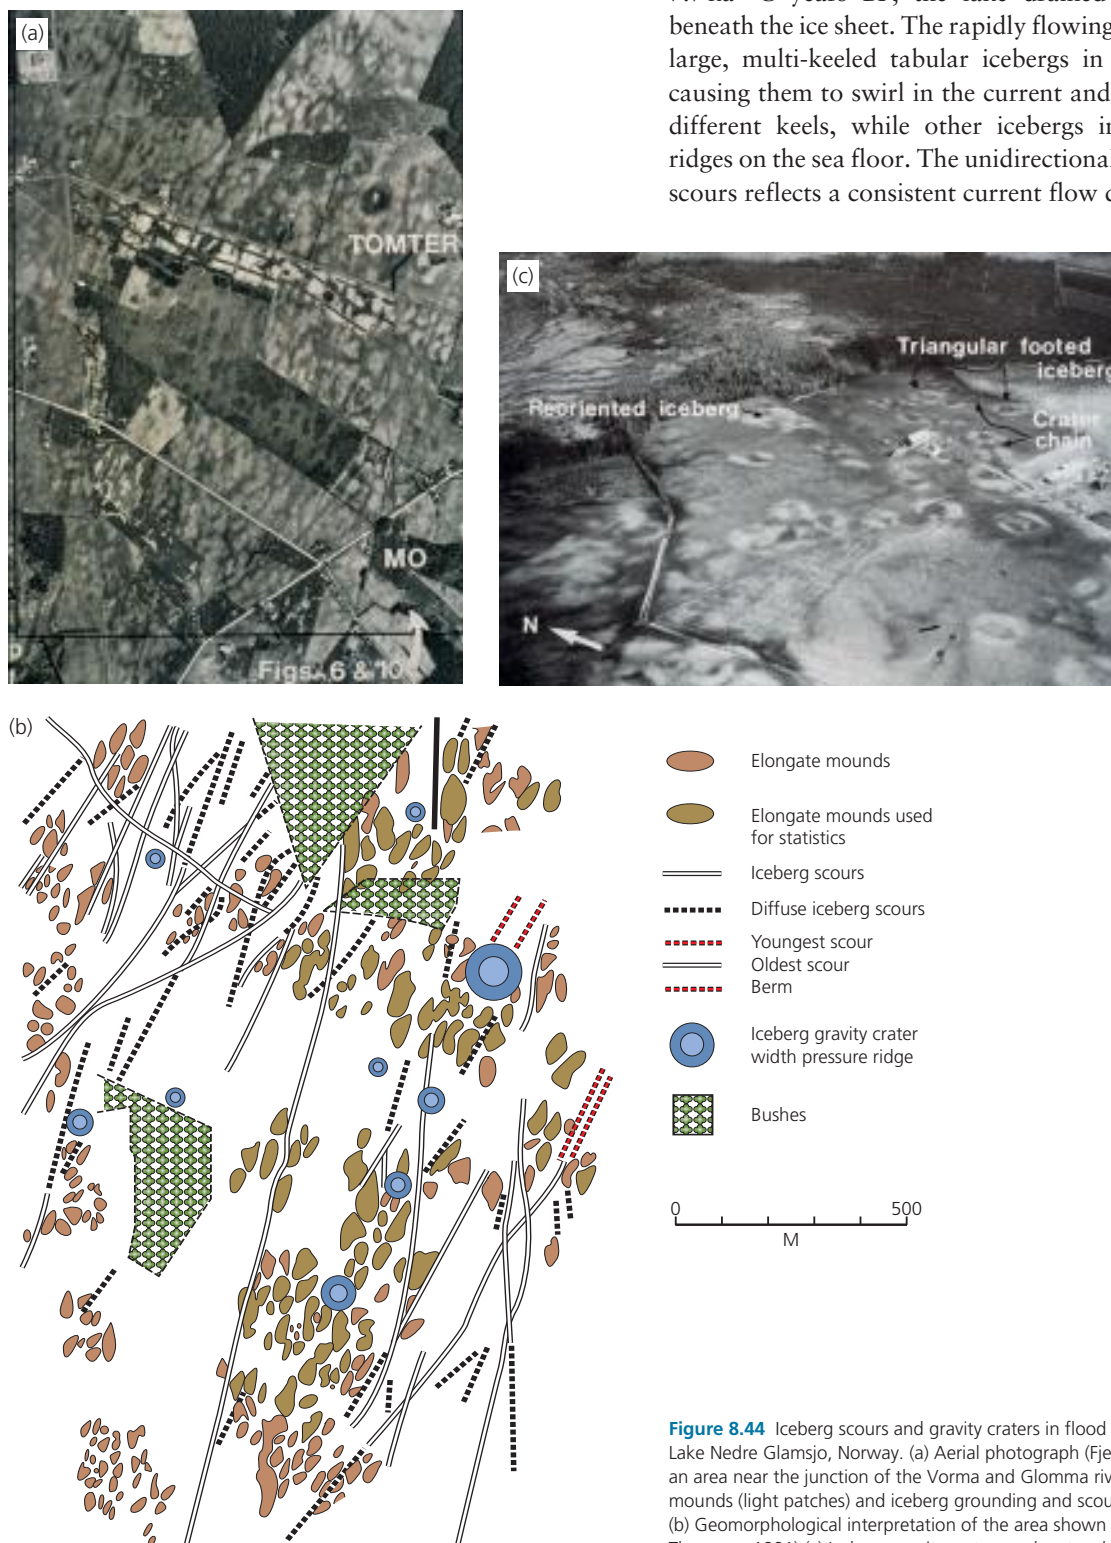 (a)
TOMTER
MO
Figs. 6 & 10
beneath the ice sheet. The rapidly flowing
large, multi-keeled tabular icebergs in
causing them to swirl in the current and
different keels, while other icebergs in
ridges on the sea floor. The unidirectional
scours reflects a consistent current flow
(c)
Triangular footed
iceberg
Reoriented iceberg
Crater
chain
N
(b)
Elongate mounds
Elongate mounds used
for statistics
Iceberg scours
Diffuse iceberg scours
Youngest scour
Oldest scour
Berm
Iceberg gravity crater
width pressure ridge
Bushes
0 500
M
Figure 8.44 Iceberg scours and gravity craters in flood
Lake Nedre Glamsjo, Norway. (a) Aerial photograph (Fje
an area near the junction of the Vorma and Glomma riv
mounds (light patches) and iceberg grounding and scou
(b) Geomorphological interpretation of the area shown